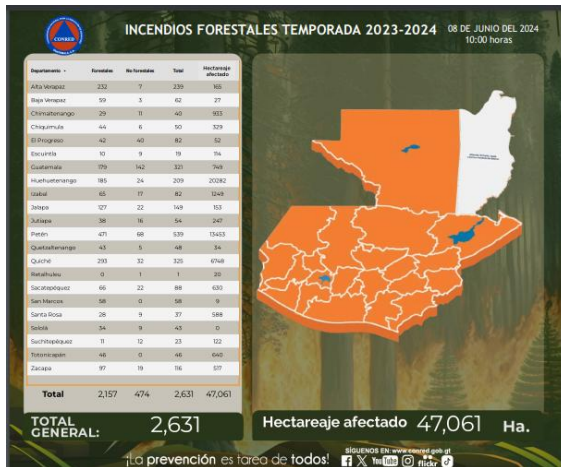 CONRED
INCENDIOS FORESTALES TEMPORADA 2023-2024
08 DE JUNIO DEL 2024
10:00 horas
Departamento Forestales No forestales Total Hectareaje afectado
Alta Verapaz 232 7 239 165
Baja Verapaz 59 3 62 27
Chimaltenango 29 11 40 933
Chiquimula 44 6 50 329
El Progreso 42 40 82 52
Escuintla 10 9 19 114
Guatemala 179 142 321 749
Huehuetenango 185 24 209 20282
Izabal 65 17 82 1249
Jalapa 127 22 149 153
Jutiapa 38 16 54 247
Petén 471 68 539 13453
Quetzaltenango 43 5 48 34
Quiché 293 32 325 6748
Retalhuleu 0 1 1 20
Sacatepéquez 66 22 88 630
San Marcos 58 0 58 9
Santa Rosa 28 9 37 588
Sololá 34 9 43 0
Suchitepéquez 11 12 23 122
Totonicapán 46 0 46 640
Zacapa 97 19 116 517
Total 2,157 474 2,631 47,061
TOTAL GENERAL: 2,631
Hectareaje afectado 47,061 Ha.
¡La prevención es tarea de todos!
SÍGUENOS EN: www.conred.gob.gt
YouTube flickr